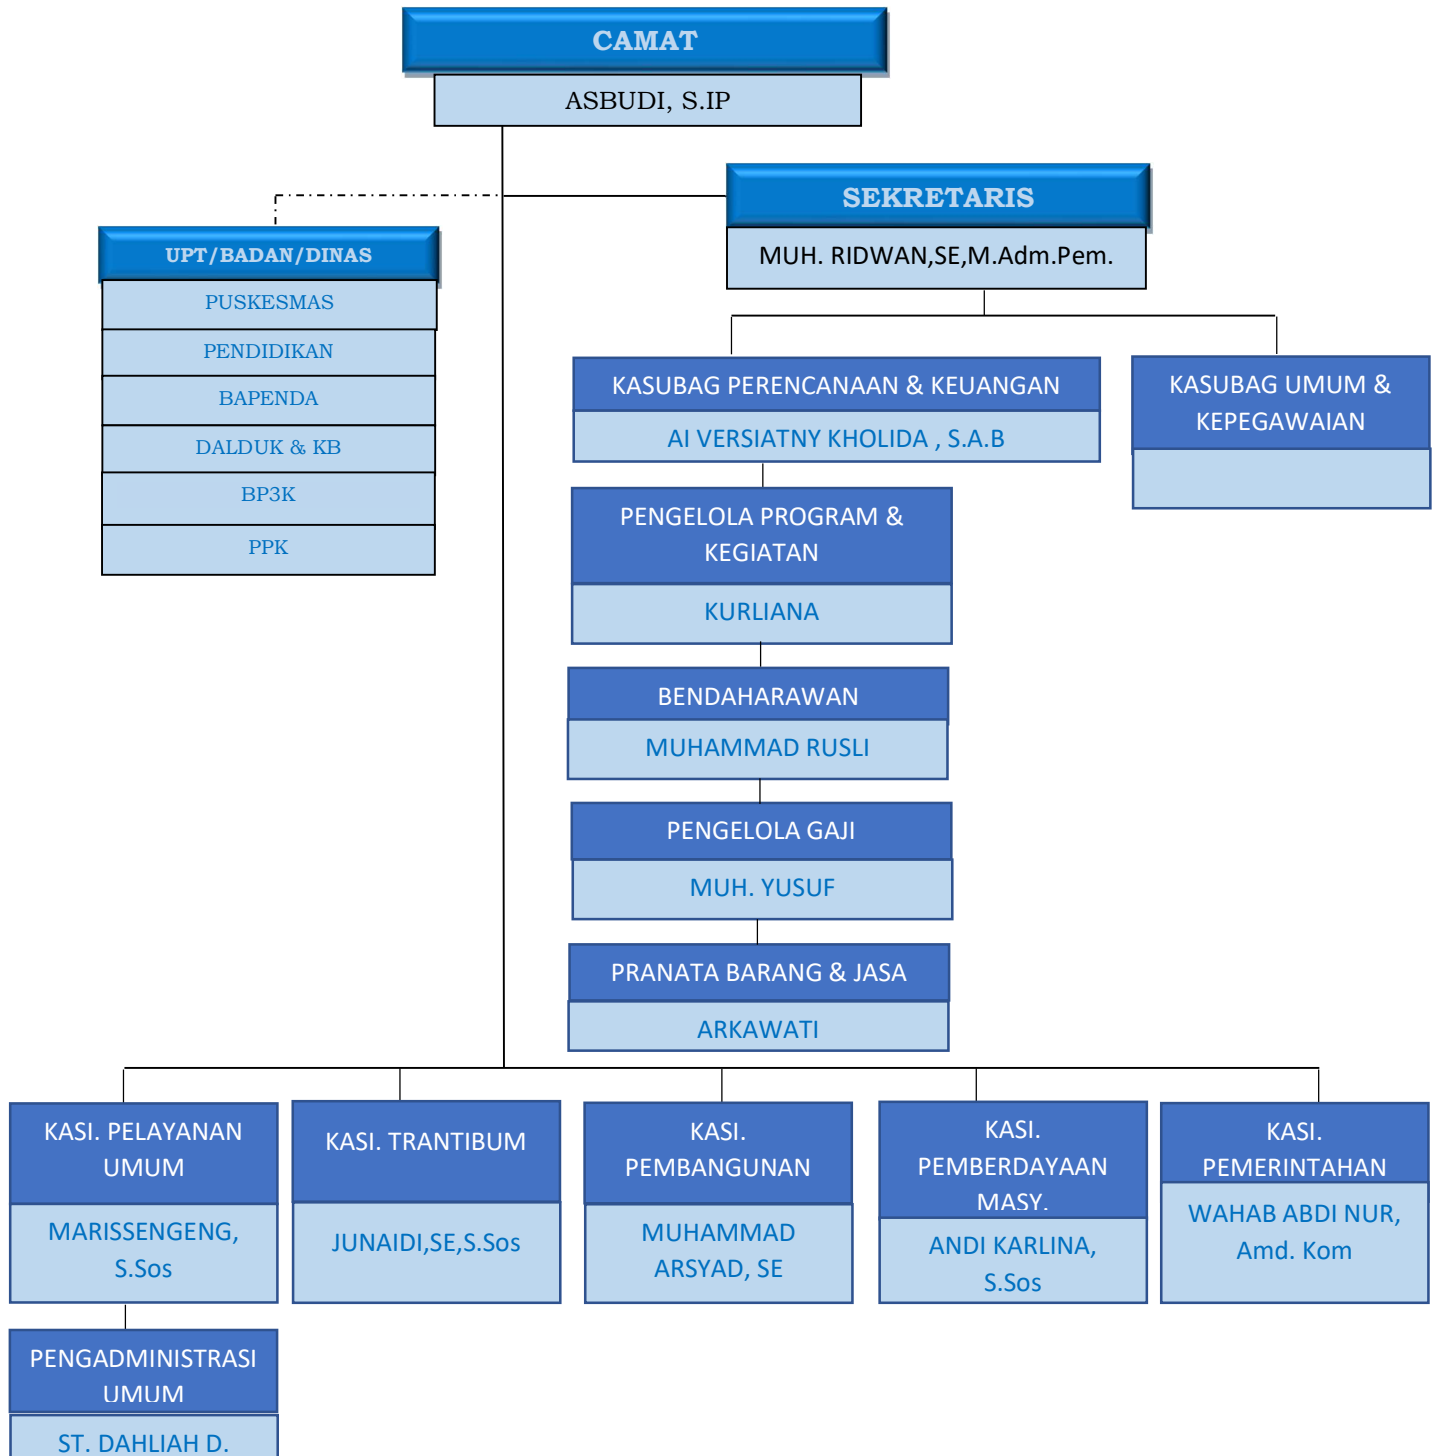 CAMAT
ASBUDI, S.IP
SEKRETARIS
MUH. RIDWAN,SE,M.Adm.Pem.
UPT/BADAN/DINAS
PUSKESMAS
PENDIDIKAN
BAPENDA
DALDUK & KB
BP3K
PPK
KASUBAG PERENCANAAN & KEUANGAN
AI VERSIATNY KHOLIDA , S.A.B
KASUBAG UMUM &
KEPEGAWAIAN
PENGELOLA PROGRAM &
KEGIATAN
KURLIANA
BENDAHARAWAN
MUHAMMAD RUSLI
PENGELOLA GAJI
MUH. YUSUF
PRANATA BARANG & JASA
ARKAWATI
KASI. PELAYANAN
UMUM
MARISSENGENG,
S.Sos
KASI. TRANTIBUM
JUNAIDI,SE,S.Sos
KASI.
PEMBANGUNAN
MUHAMMAD
ARSYAD, SE
KASI.
PEMBERDAYAAN
MASY.
ANDI KARLINA,
S.Sos
KASI.
PEMERINTAHAN
WAHAB ABDI NUR,
Amd. Kom
PENGADMINISTRASI
UMUM
ST. DAHLIAH D.